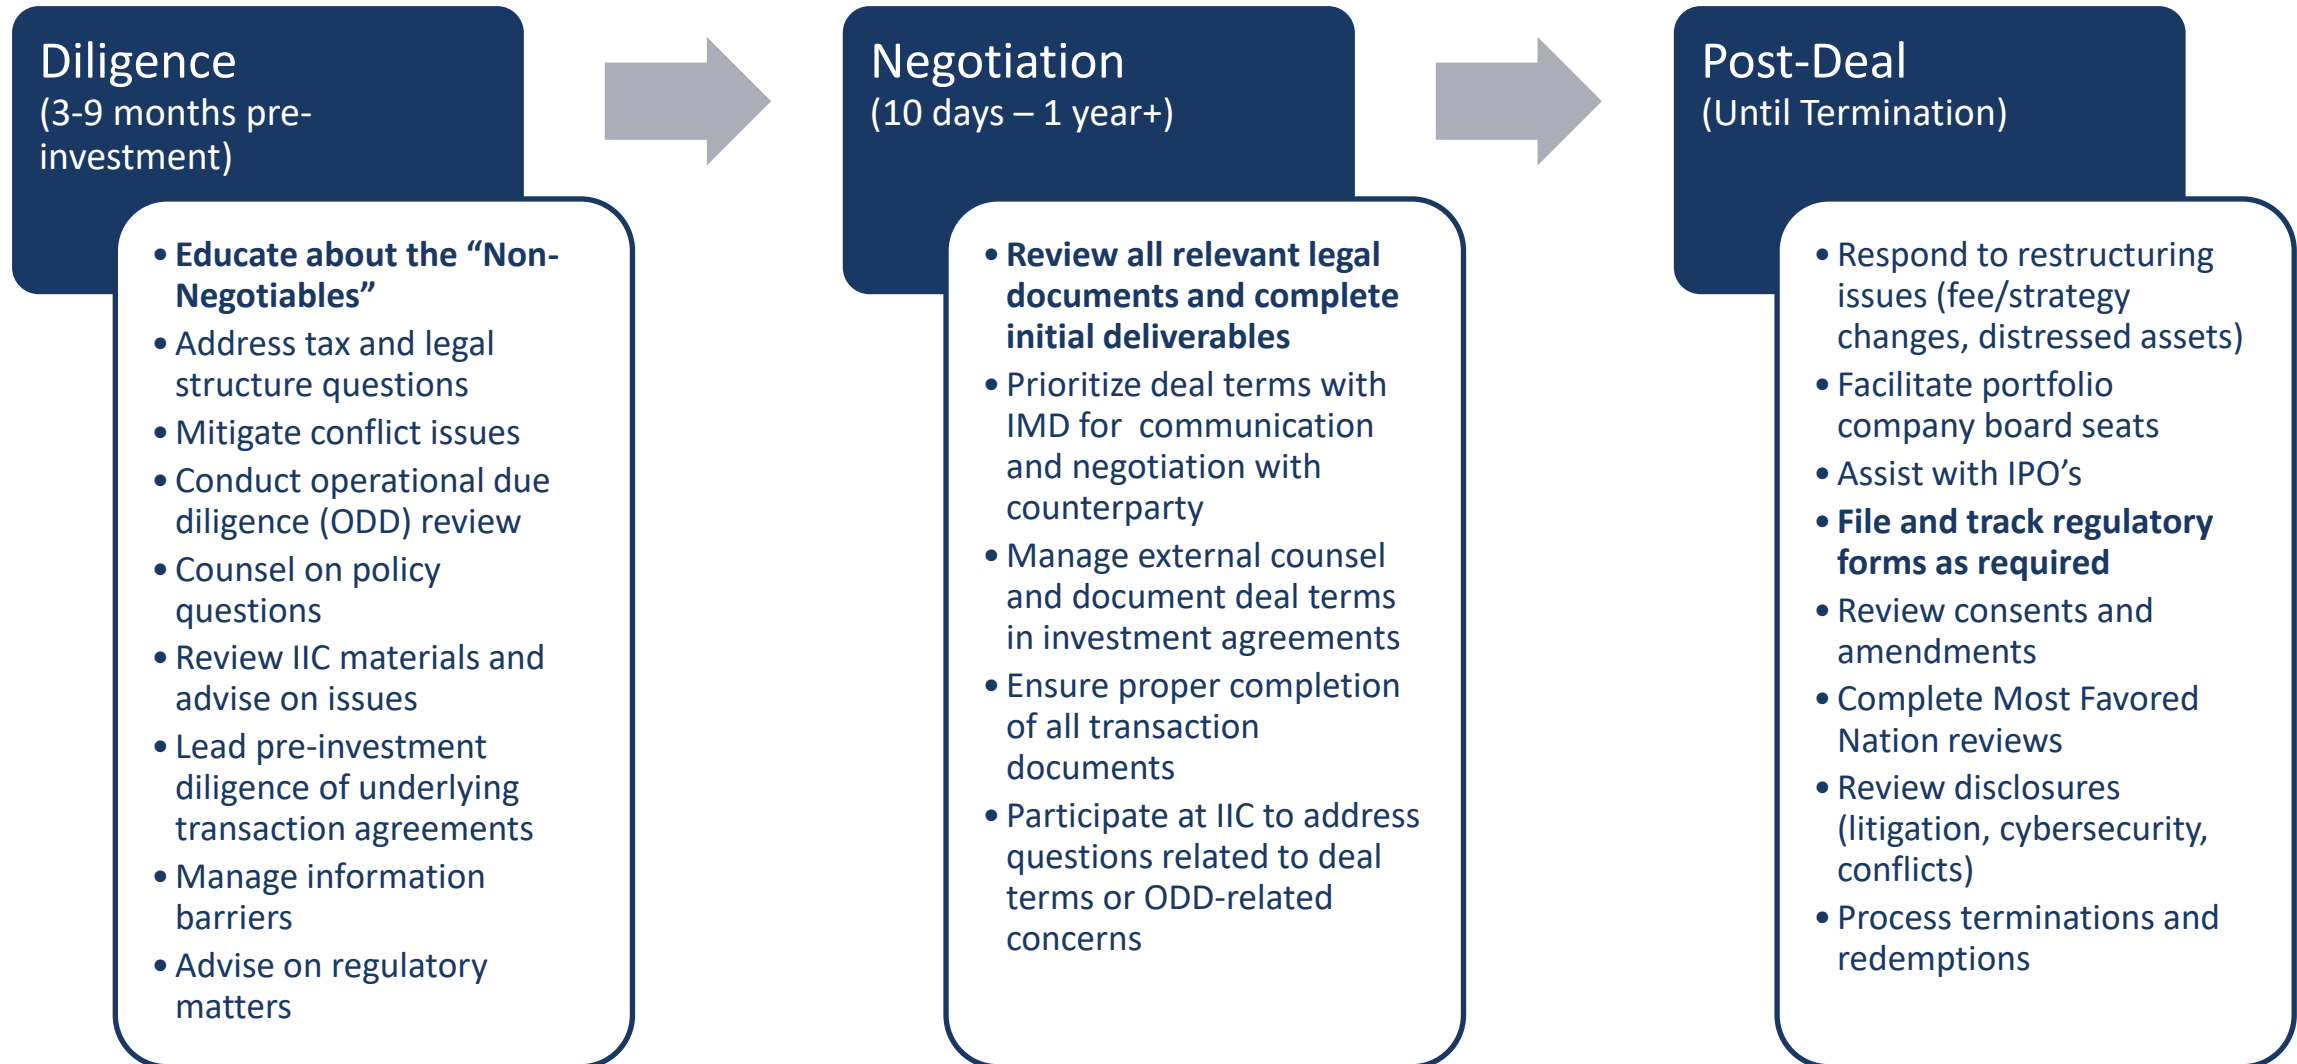 Diligence
(3-9 months pre-
investment)
• Educate about the “Non-
Negotiables”
• Address tax and legal
structure questions
• Mitigate conflict issues
• Conduct operational due
diligence (ODD) review
• Counsel on policy
questions
• Review IIC materials and
advise on issues
• Lead pre-investment
diligence of underlying
transaction agreements
• Manage information
barriers
• Advise on regulatory
matters
Negotiation
(10 days – 1 year+)
• Review all relevant legal
documents and complete
initial deliverables
• Prioritize deal terms with
IMD for  communication
and negotiation with
counterparty
• Manage external counsel
and document deal terms
in investment agreements
• Ensure proper completion
of all transaction
documents
• Participate at IIC to address
questions related to deal
terms or ODD-related
concerns
Post-Deal
(Until Termination)
• Respond to restructuring
issues (fee/strategy
changes, distressed assets)
• Facilitate portfolio
company board seats
• Assist with IPO’s
• File and track regulatory
forms as required
• Review consents and
amendments
• Complete Most Favored
Nation reviews
• Review disclosures
(litigation, cybersecurity,
conflicts)
• Process terminations and
redemptions